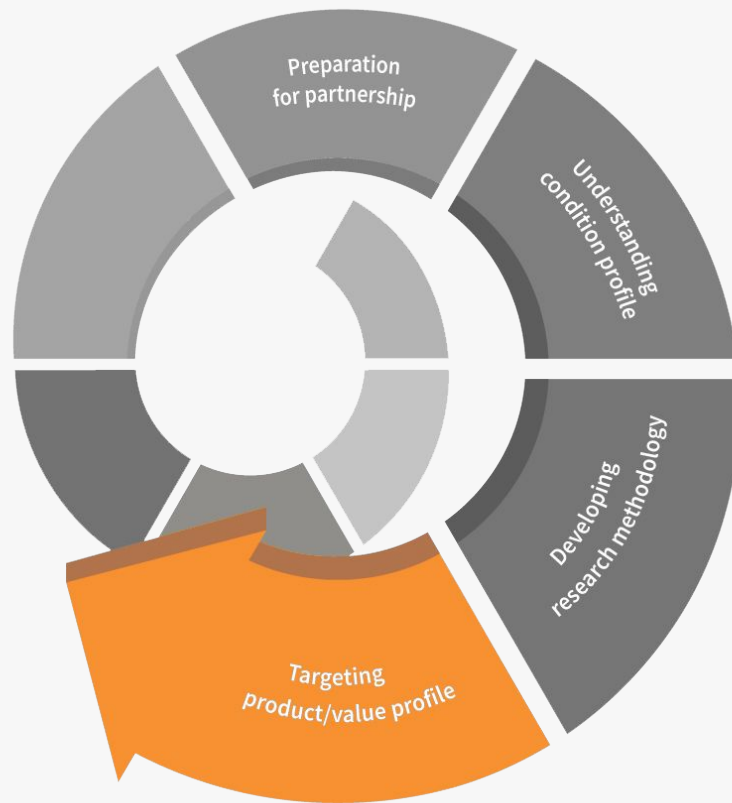 Preparation
for partnership
Understanding
condition profile
Developing
research methodology
Targeting
product/value profile